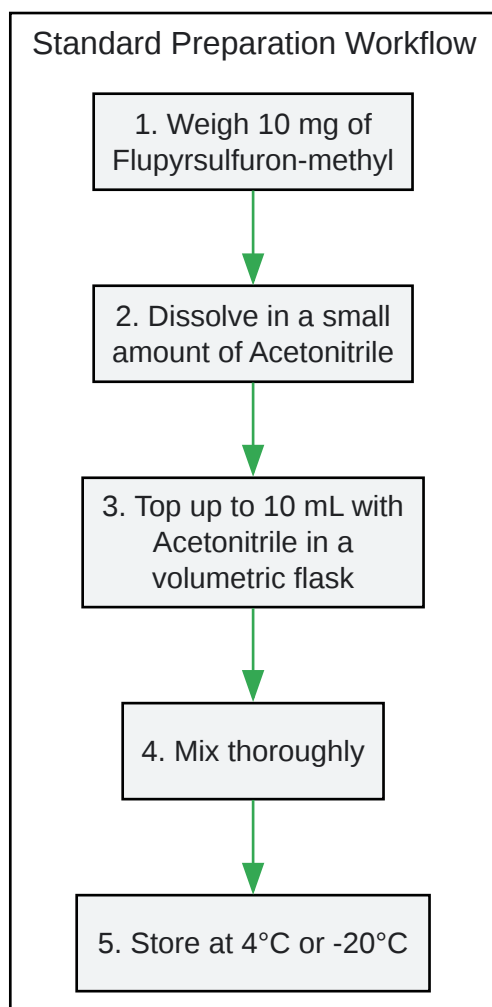 Standard Preparation Workflow
1. Weigh 10 mg of
Flupyrsulfuron-methyl
2. Dissolve in a small
amount of Acetonitrile
3. Top up to 10 mL with
Acetonitrile in a
volumetric flask
4. Mix thoroughly
5. Store at 4°C or -20°C